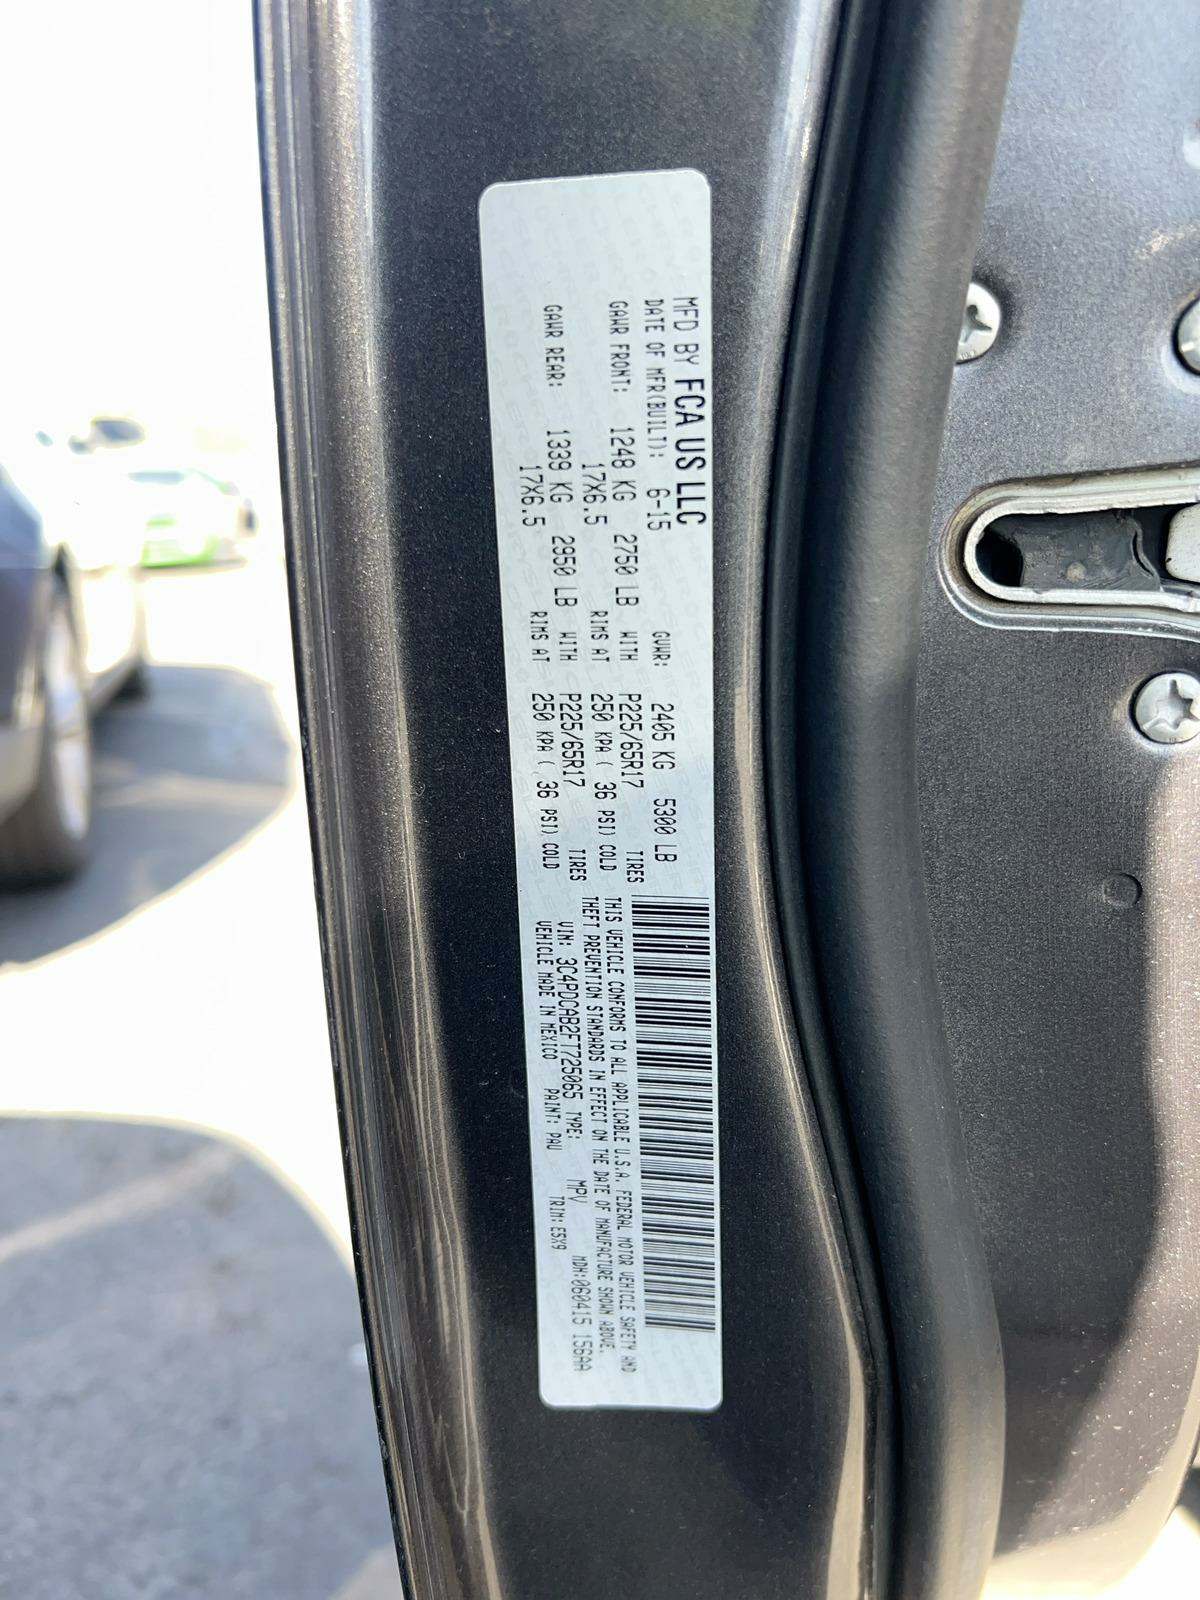 MFD BY FCA US LLC
DATE OF MFR(BUILT): 6-15 GVWR: 2405 KG 5300 LB
GAWR FRONT: 1248 KG 2750 LB WITH P225/65R17 TIRES
17X6.5 RIMS AT 250 KPA ( 36 PSI) COLD
GAWR REAR: 1339 KG 2950 LB WITH P225/65R17 TIRES
17X6.5 RIMS AT 250 KPA ( 36 PSI) COLD
THIS VEHICLE CONFORMS TO ALL APPLICABLE U.S.A. FEDERAL MOTOR VEHICLE SAFETY AND
THEFT PREVENTION STANDARDS IN EFFECT ON THE DATE OF MANUFACTURE SHOWN ABOVE.
VIN: 3C4PDCAB2FT725065 TYPE: MPV MDH:060415 156AA
VEHICLE MADE IN MEXICO PAINT: PAU TRIM: E5X9